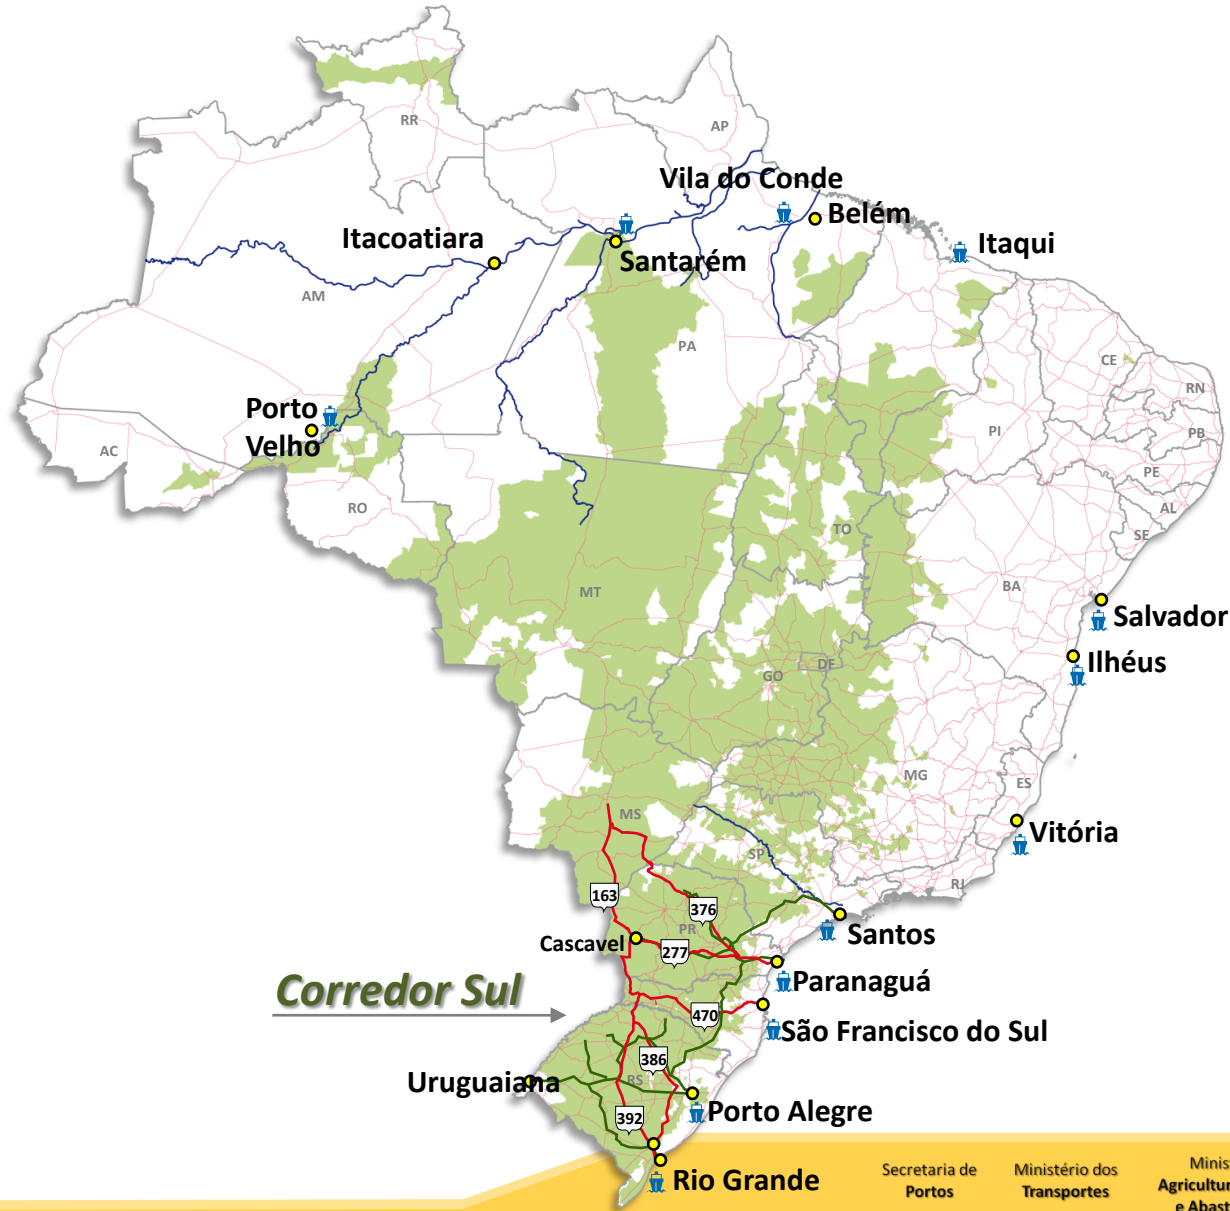 RR
AP
Vila do Conde
Belém
Itacoatiara
Itaqui
Santarém
AM
PA
CE
RN
Porto
Velho
PI
PB
AC
PE
AL
RO
TO
SE
MT
BA
Salvador
DF
GO
Ilhéus
MG
ES
MS
Vitória
SP
RJ
163
376
PR
Santos
Cascavel
277
Paranaguá
Corredor Sul
470
São Francisco do Sul
386
RS
Uruguaiana
392
Porto Alegre
Rio Grande
Secretaria de
Portos
Ministério dos
Transportes
Minis
Agricultur
e Abast